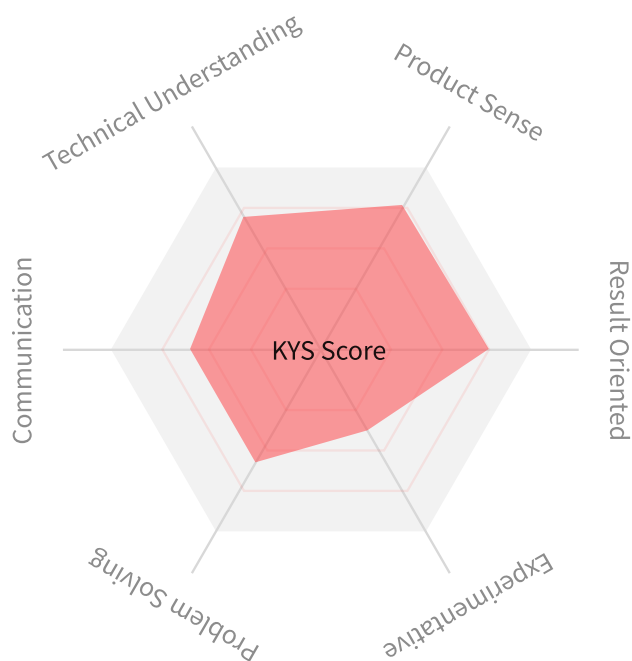 Technical Understanding
Product Sense
Communication
KYS Score
Result Oriented
Problem Solving
Experimentative